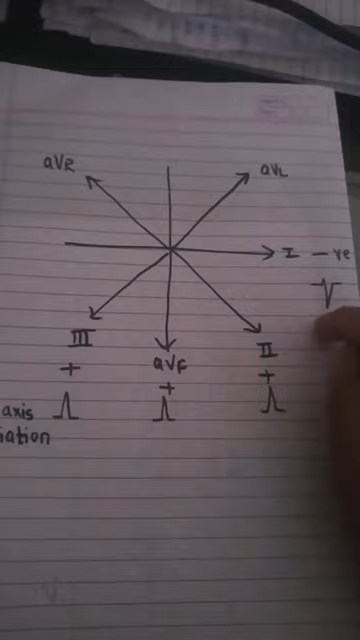 aVR
aVL
I -ve
III
+
aVF
+
II
+
axis
iation